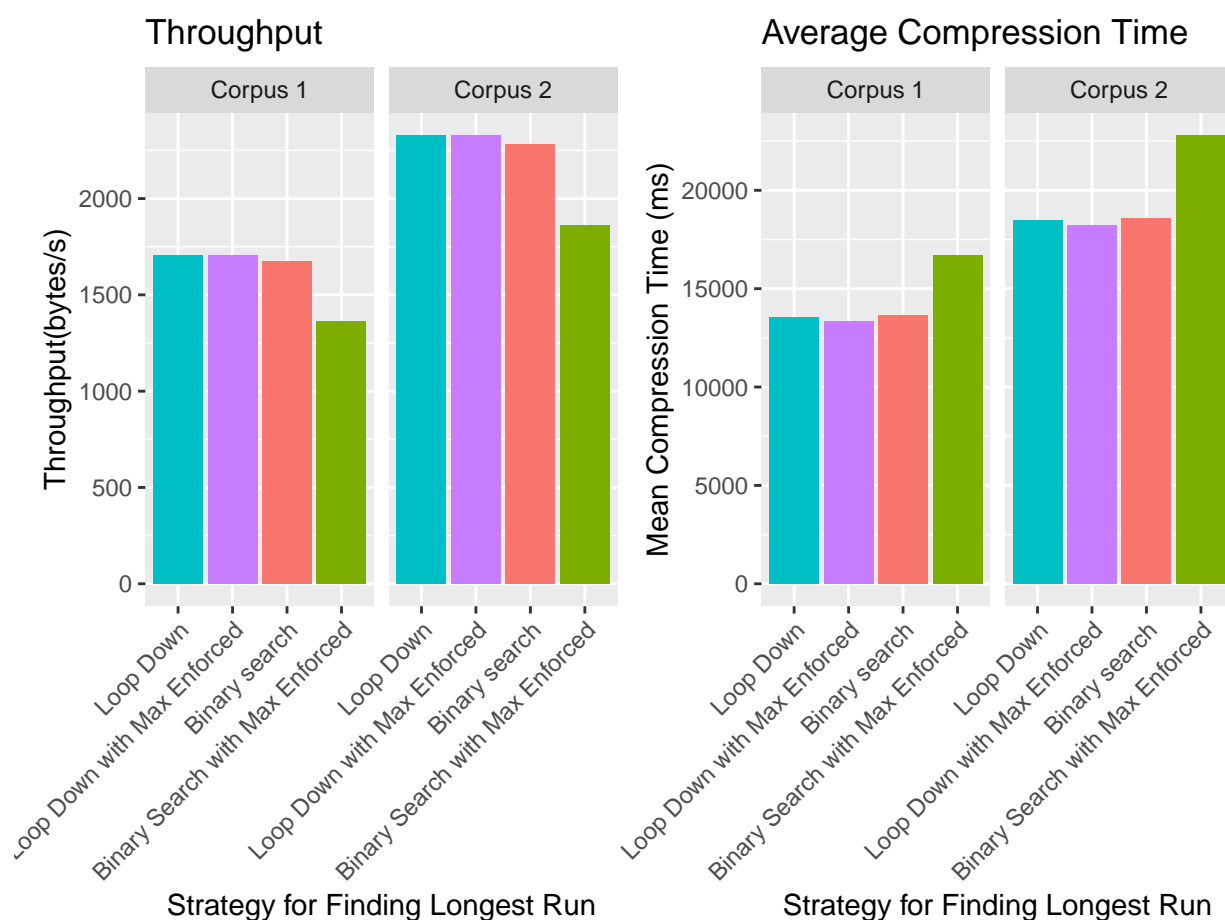 Throughput
Corpus 1
Corpus 2
Throughput(bytes/s)
2000
1500
1000
500
0
Loop Down
Loop Down with Max Enforced
Binary search
Binary Search with Max Enforced
Loop Down
Loop Down with Max Enforced
Binary search
Binary Search with Max Enforced
Strategy for Finding Longest Run
Average Compression Time
Corpus 1
Corpus 2
Mean Compression Time (ms)
20000
15000
10000
5000
0
Loop Down
Loop Down with Max Enforced
Binary search
Binary Search with Max Enforced
Loop Down
Loop Down with Max Enforced
Binary search
Binary Search with Max Enforced
Strategy for Finding Longest Run